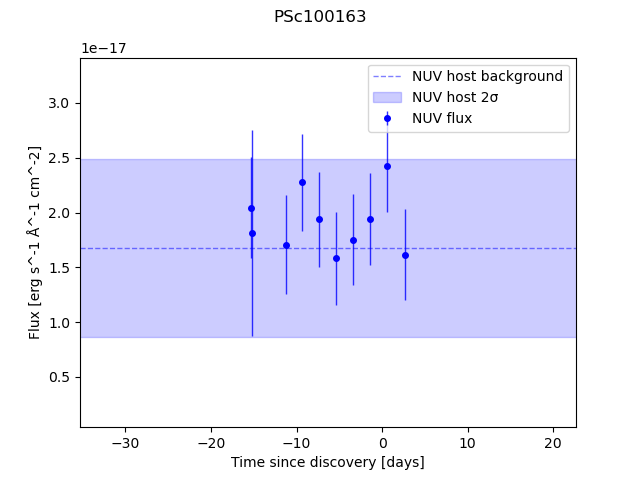 PSc100163
1e−17
NUV host background
NUV host 2σ
NUV flux
3.0
2.5
2.0
1.5
1.0
0.5
Flux [erg s^-1 Å^-1 cm^-2]
−30 −20 −10 0 10 20
Time since discovery [days]